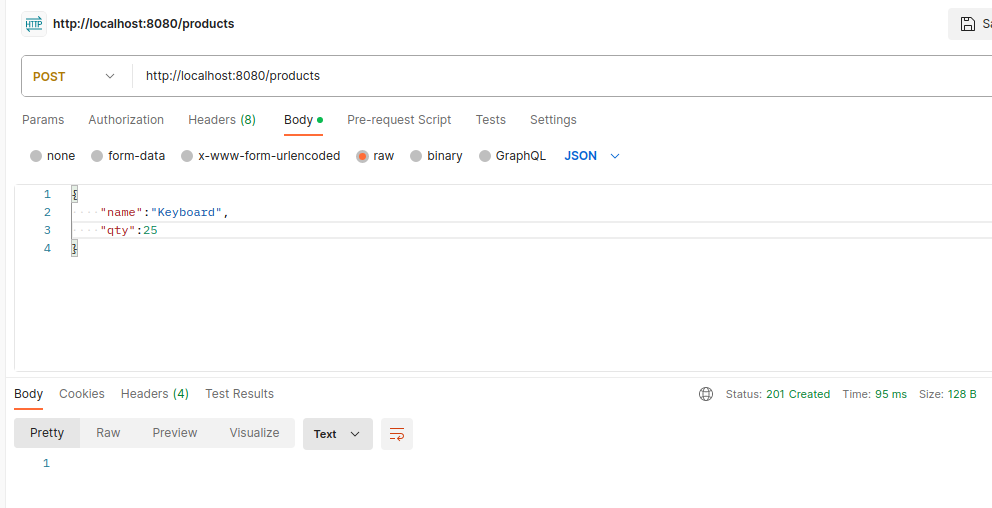 HTTP http://localhost:8080/products
POST http://localhost:8080/products
Params Authorization Headers (8) Body Pre-request Script Tests Settings
none form-data x-www-form-urlencoded raw binary GraphQL JSON
1 {
2 "name":"Keyboard",
3 "qty":25
4 }
Body Cookies Headers (4) Test Results Status: 201 Created Time: 95 ms Size: 128 B
Pretty Raw Preview Visualize Text
1